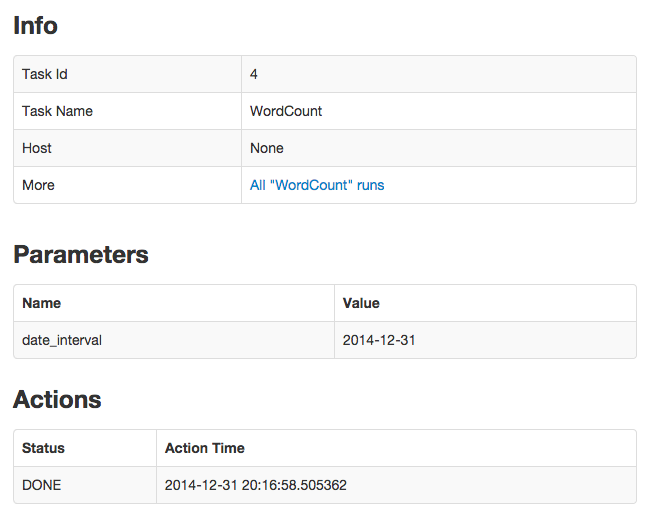 Info
Task Id 4
Task Name WordCount
Host None
More All "WordCount" runs
Parameters
Name Value
date_interval 2014-12-31
Actions
Status Action Time
DONE 2014-12-31 20:16:58.505362